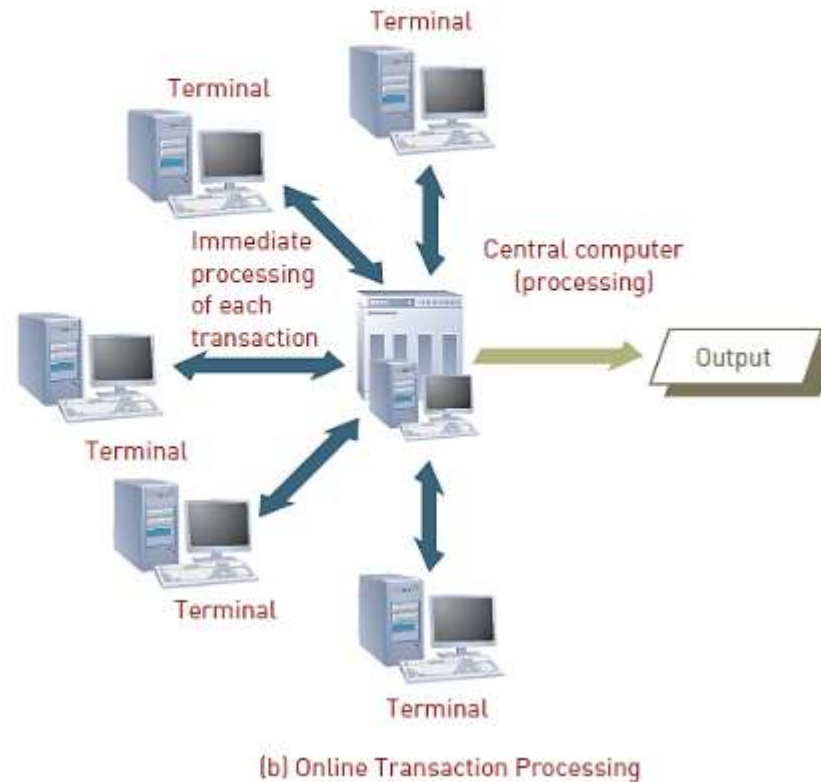 Terminal
Terminal
Immediate
processing
of each
transaction
Central computer
(processing)
Output
Terminal
Terminal
Terminal
(b) Online Transaction Processing